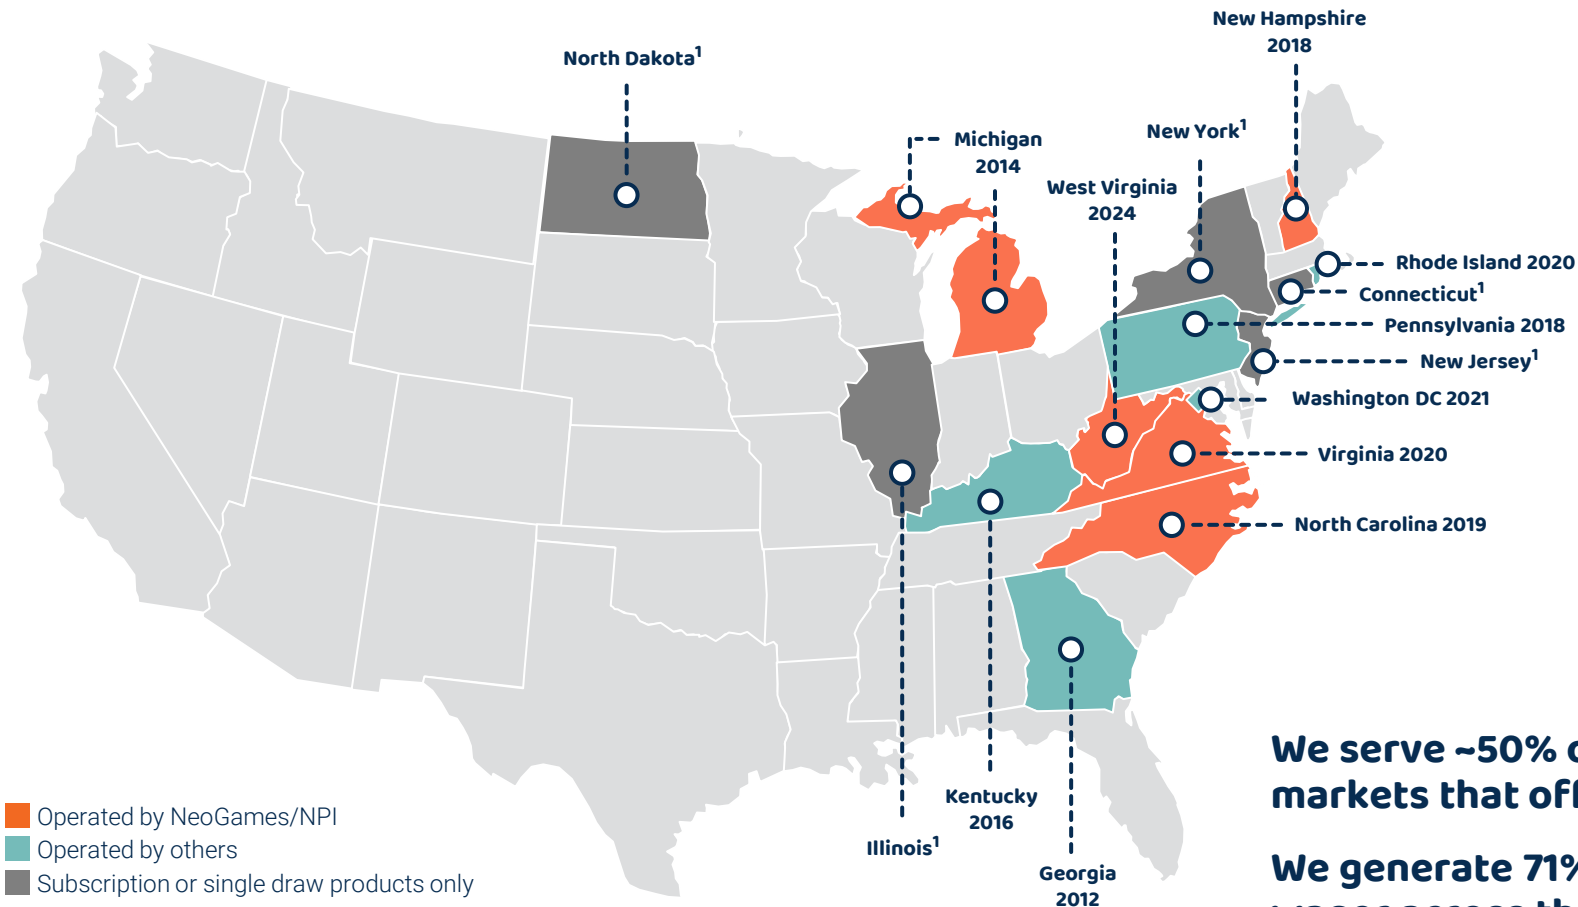 New Hampshire
2018
North Dakota¹
Michigan
2014
New York¹
West Virginia
2024
Rhode Island 2020
Connecticut¹
Pennsylvania 2018
New Jersey¹
Washington DC 2021
Virginia 2020
North Carolina 2019
Kentucky
2016
Illinois¹
Georgia
2012
We serve ~50%
markets that
We generate 71%
Operated by NeoGames/NPI
Operated by others
Subscription or single draw products only